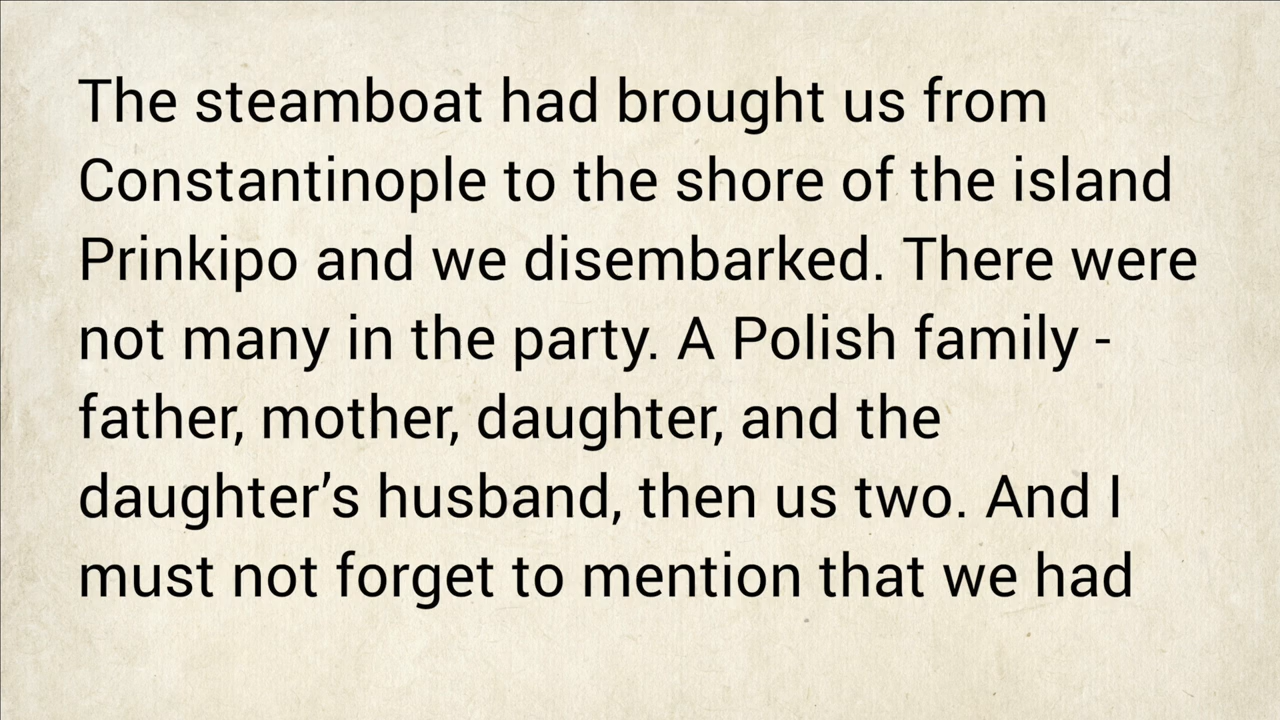 The steamboat had brought us from
Constantinople to the shore of the island
Prinkipo and we disembarked. There were
not many in the party. A Polish family -
father, mother, daughter, and the
daughter’s husband, then us two. And I
must not forget to mention that we had